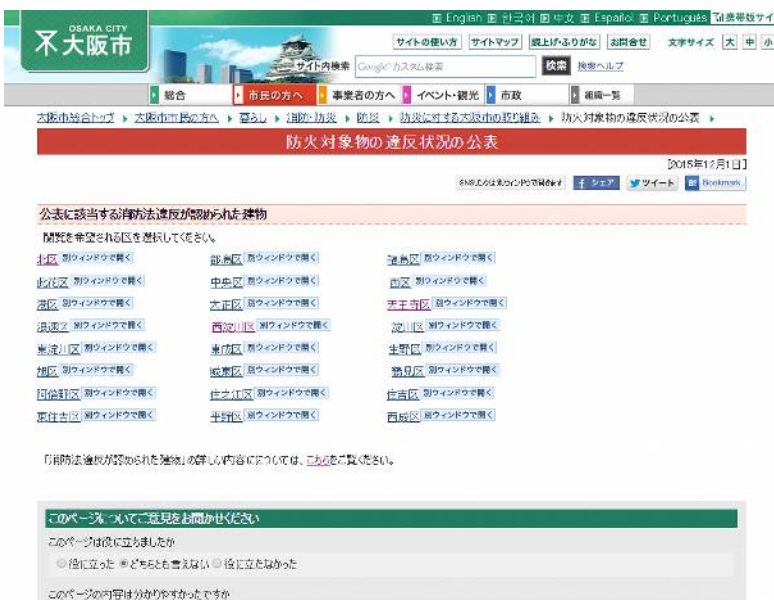 English 한국어 中文 Español Português 携帯版サイ
OSAKA CITY
大阪市
サイトの使い方 サイトマップ 読上げ・ふりがな お問合せ 文字サイズ 大 中 小
サイト内検索 Google カスタム検索 検索 検索ヘルプ
総合 市民の方へ 事業者の方へ イベント・観光 市政 組織一覧
大阪市総合トップ 大阪市市民の方へ 暮らし 消防・防災 防災 防災に対する大阪市の取り組み 防火対象物の違反状況の公表
防火対象物の違反状況の公表
[2015年12月1日]
シェア ツイート Bookmark
公表に該当する消防法違反が認められた建物
閲覧を希望される区を選択してください。
北区 別ウィンドウで開く 都島区 別ウィンドウで開く 福島区 別ウィンドウで開く
此花区 別ウィンドウで開く 中央区 別ウィンドウで開く 西区 別ウィンドウで開く
港区 別ウィンドウで開く 大正区 別ウィンドウで開く 天王寺区 別ウィンドウで開く
浪速区 別ウィンドウで開く 西淀川区 別ウィンドウで開く 淀川区 別ウィンドウで開く
東淀川区 別ウィンドウで開く 東成区 別ウィンドウで開く 生野区 別ウィンドウで開く
旭区 別ウィンドウで開く 城東区 別ウィンドウで開く 鶴見区 別ウィンドウで開く
阿倍野区 別ウィンドウで開く 住之江区 別ウィンドウで開く 住吉区 別ウィンドウで開く
東住吉区 別ウィンドウで開く 平野区 別ウィンドウで開く 西成区 別ウィンドウで開く
「消防法違反が認められた建物」の詳しい内容については、こちらをご覧ください。
このページについてご意見をお聞かせください
このページは役に立ちましたか
役に立った どちらとも言えない 役に立たなかった
このページの内容は分かりやすかったですか